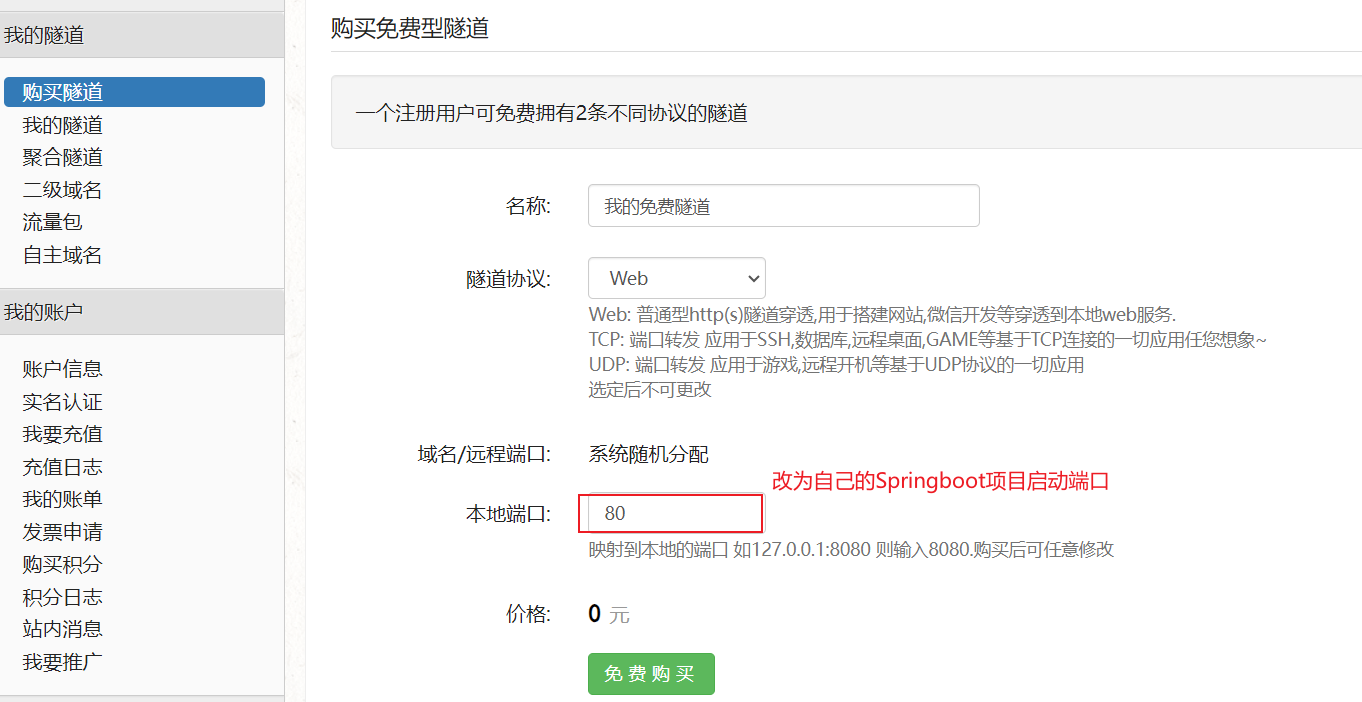 我的隧道
购买隧道
我的隧道
聚合隧道
二级域名
流量包
自主域名
我的账户
账户信息
实名认证
我要充值
充值日志
我的账单
发票申请
购买积分
积分日志
站内消息
我要推广
购买免费型隧道
一个注册用户可免费拥有2条不同协议的隧道
名称: 我的免费隧道
隧道协议: Web
Web: 普通型http(s)隧道穿透,用于搭建网站,微信开发等穿透到本地web服务.
TCP: 端口转发 应用于SSH,数据库,远程桌面,GAME等基于TCP连接的一切应用任您想象~
UDP: 端口转发 应用于游戏,远程开机等基于UDP协议的一切应用
选定后不可更改
域名/远程端口: 系统随机分配
改为自己的Springboot项目启动端口
本地端口: 80
映射到本地的端口 如127.0.0.1:8080 则输入8080.购买后可任意修改
价格: 0 元
免费购买